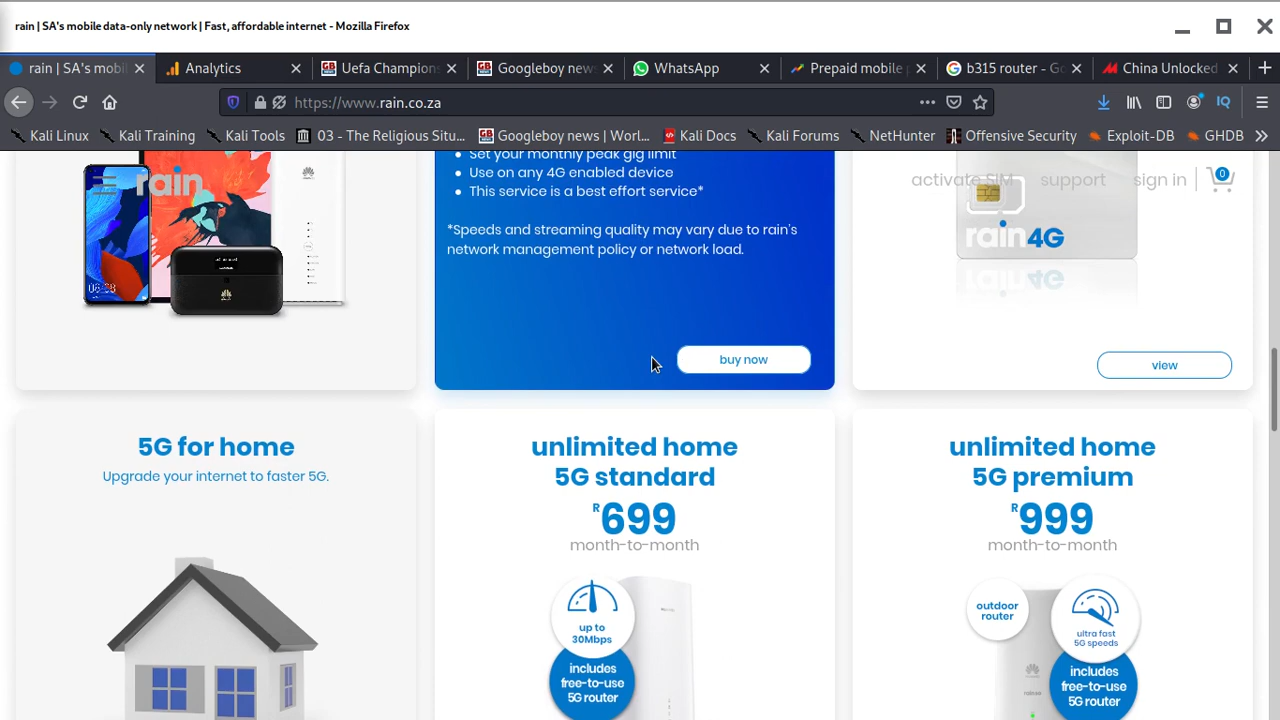 rain | SA's mobile data-only network | Fast, affordable internet - Mozilla Firefox
rain | SA's mobi
Analytics
Uefa Champion
Googleboy new
WhatsApp
Prepaid mobile
b315 router - G
China Unlocked
https://www.rain.co.za
Kali Linux
Kali Training
Kali Tools
03 - The Religious Situ...
Googleboy news | Worl...
Kali Docs
Kali Forums
NetHunter
Offensive Security
Exploit-DB
GHDB
rain
activate SIM
support
sign in
0
Set your monthly peak gig limit
Use on any 4G enabled device
This service is a best effort service*
*Speeds and streaming quality may vary due to rain's
network management policy or network load.
buy now
rain4G
view
5G for home
Upgrade your internet to faster 5G.
unlimited home
5G standard
R699
month-to-month
up to
30Mbps
includes
free-to-use
5G router
unlimited home
5G premium
R999
month-to-month
outdoor
router
ultra fast
5G speeds
includes
free-to-use
5G router